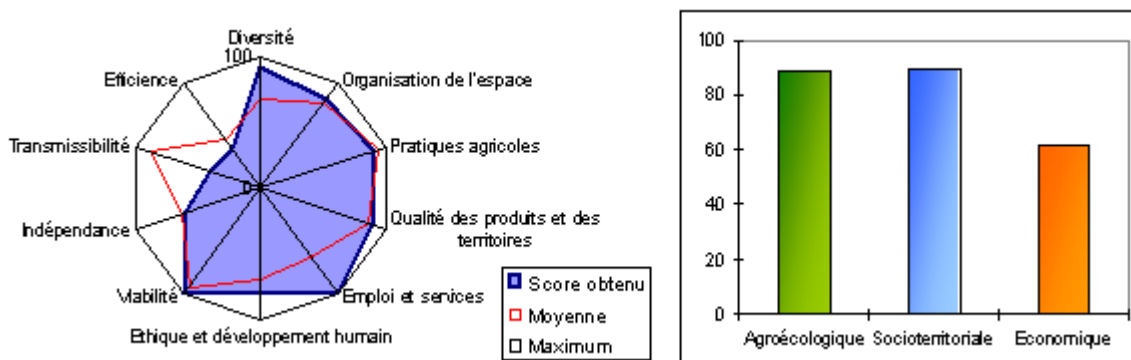 Diversité
100
Efficience
Organisation de l'espace
Transmissibilité
Pratiques agricoles
0
Indépendance
Qualité des produits et des
territoires
Viabilité
Emploi et services
Ethique et développement humain
Score obtenu
Moyenne
Maximum
100
80
60
40
20
0
Agroécologique
Socioterritoriale
Economique